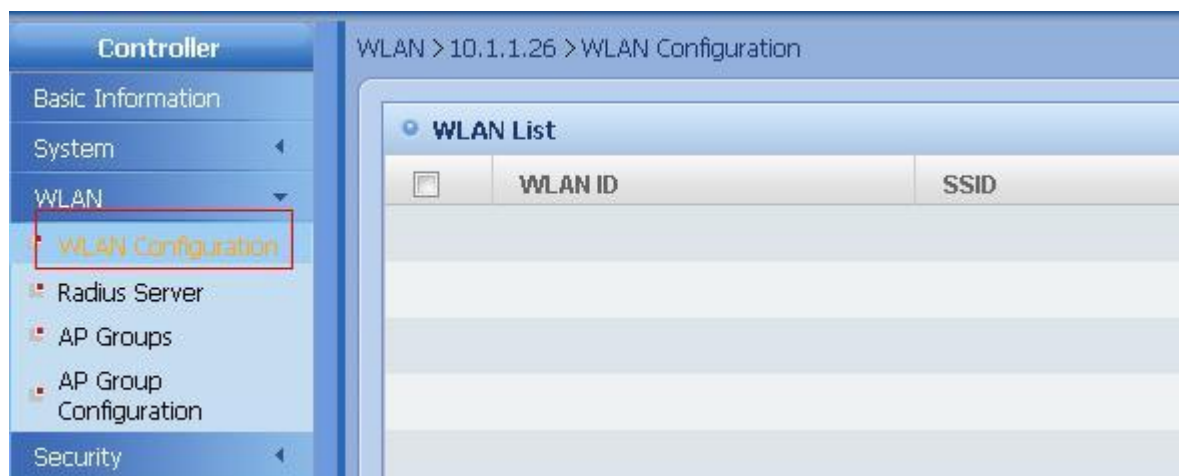 Controller
WLAN > 10.1.1.26 > WLAN Configuration
Basic Information
System
WLAN
WLAN Configuration
Radius Server
AP Groups
AP Group
Configuration
Security
WLAN List
WLAN ID
SSID